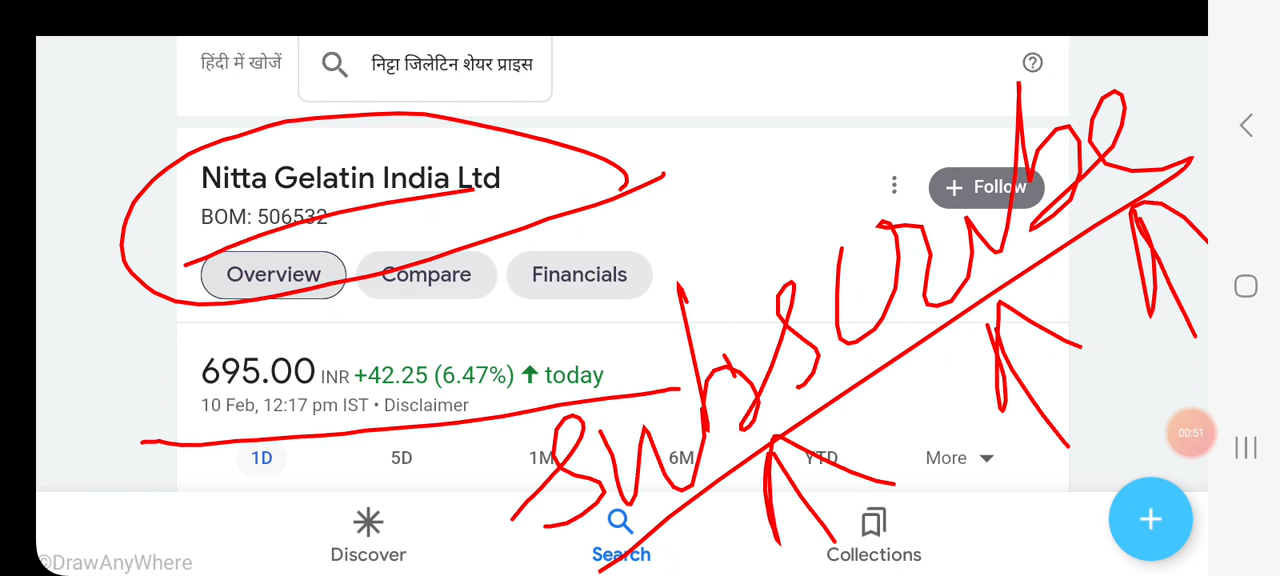 हिंदी में खोजें निट्टा जिलेटिन शेयर प्राइस
Nitta Gelatin India Ltd
+ Follow
BOM: 506532
Overview Compare Financials
695.00 INR +42.25 (6.47%) ↑ today
10 Feb, 12:17 pm IST • Disclaimer
subscribe
00:51
1D 5D 1M 6M YTD More
Discover Search Collections
©DrawAnyWhere